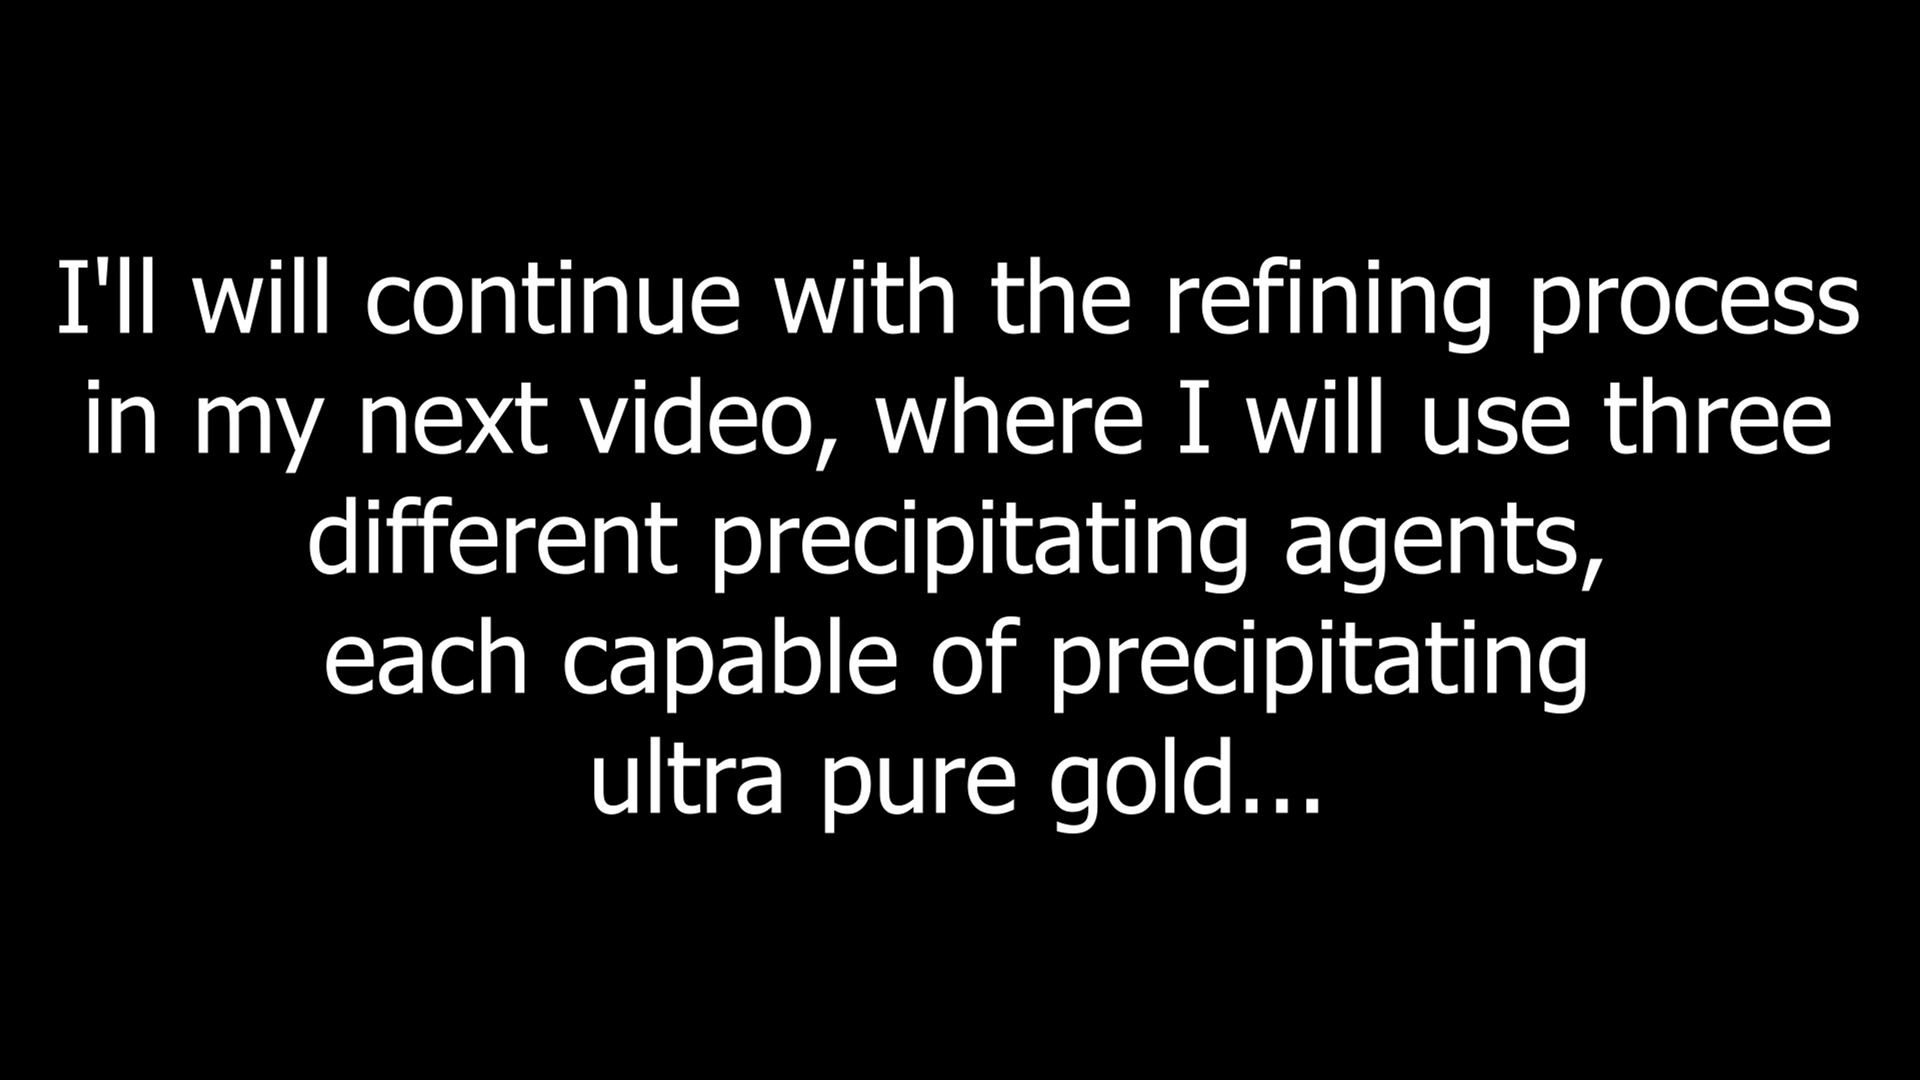 I'll will continue with the refining process
in my next video, where I will use three
different precipitating agents,
each capable of precipitating
ultra pure gold...